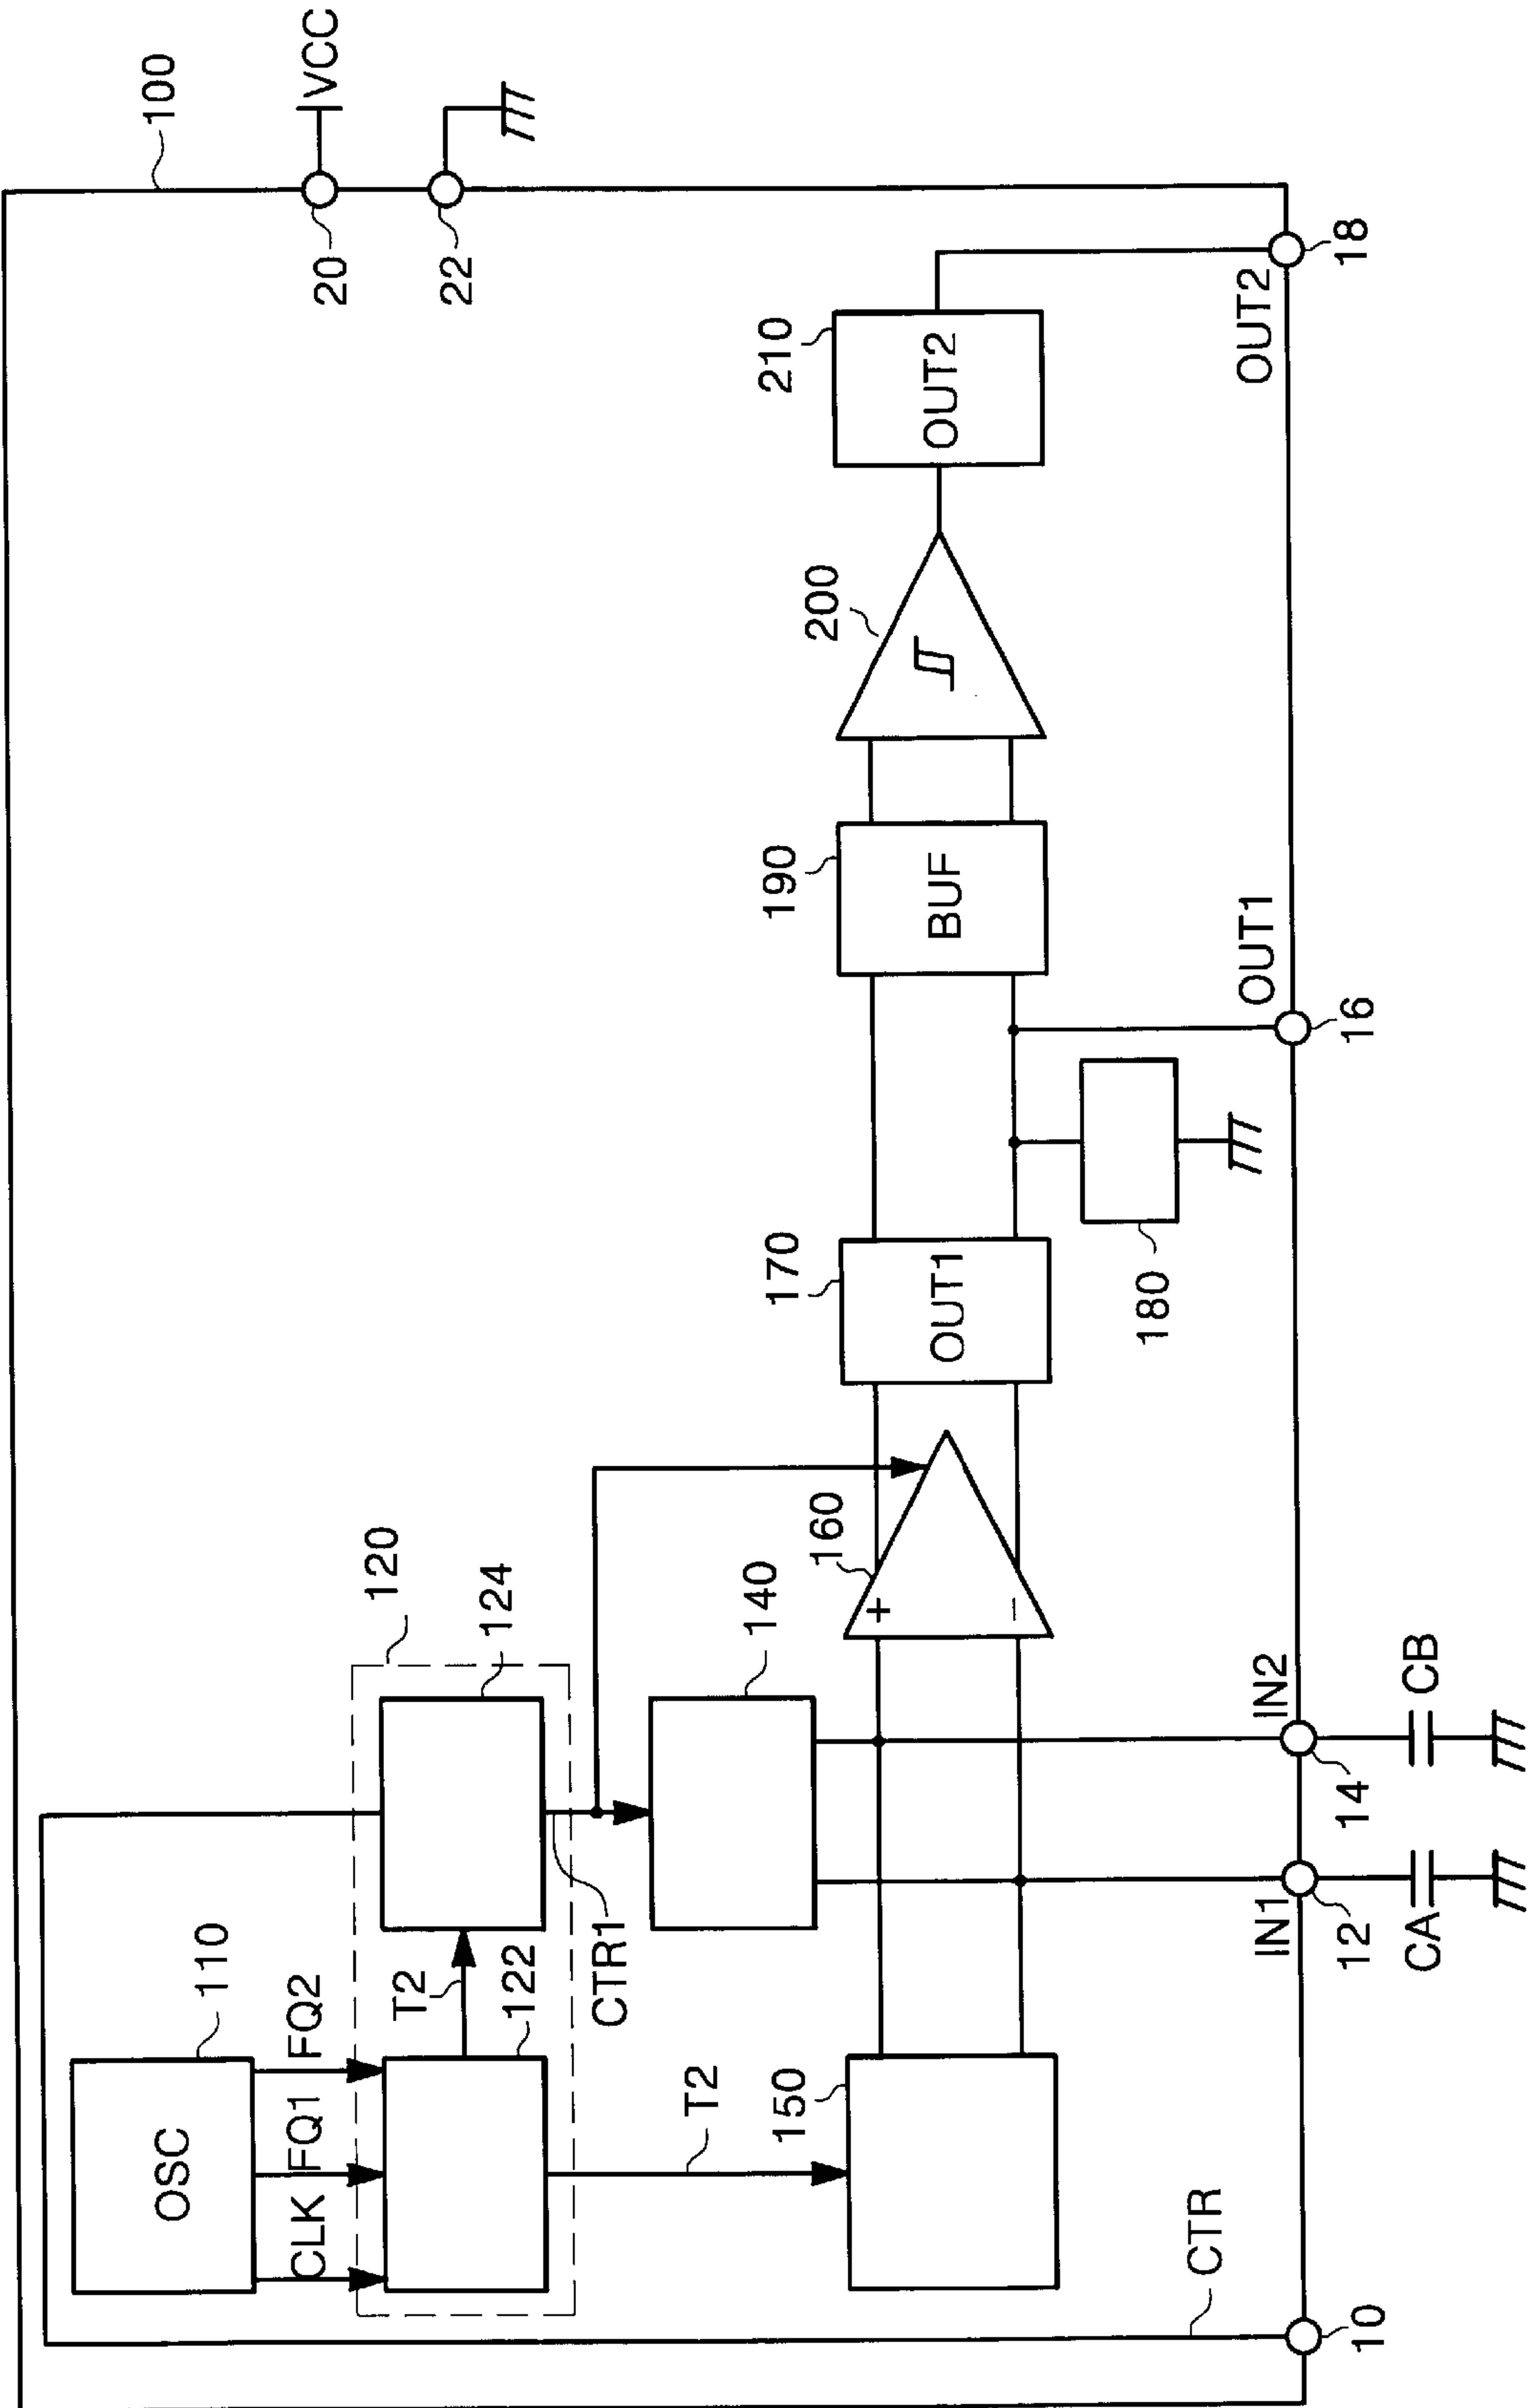 100
VCC
20
22
OSC
110
CLK
FQ1
FQ2
120
122
T2
124
CTR1
140
T2
150
160
+
−
170
OUT1
180
190
BUF
200
210
OUT2
CTR
10
IN1
12
CA
IN2
14
CB
OUT1
16
OUT2
18